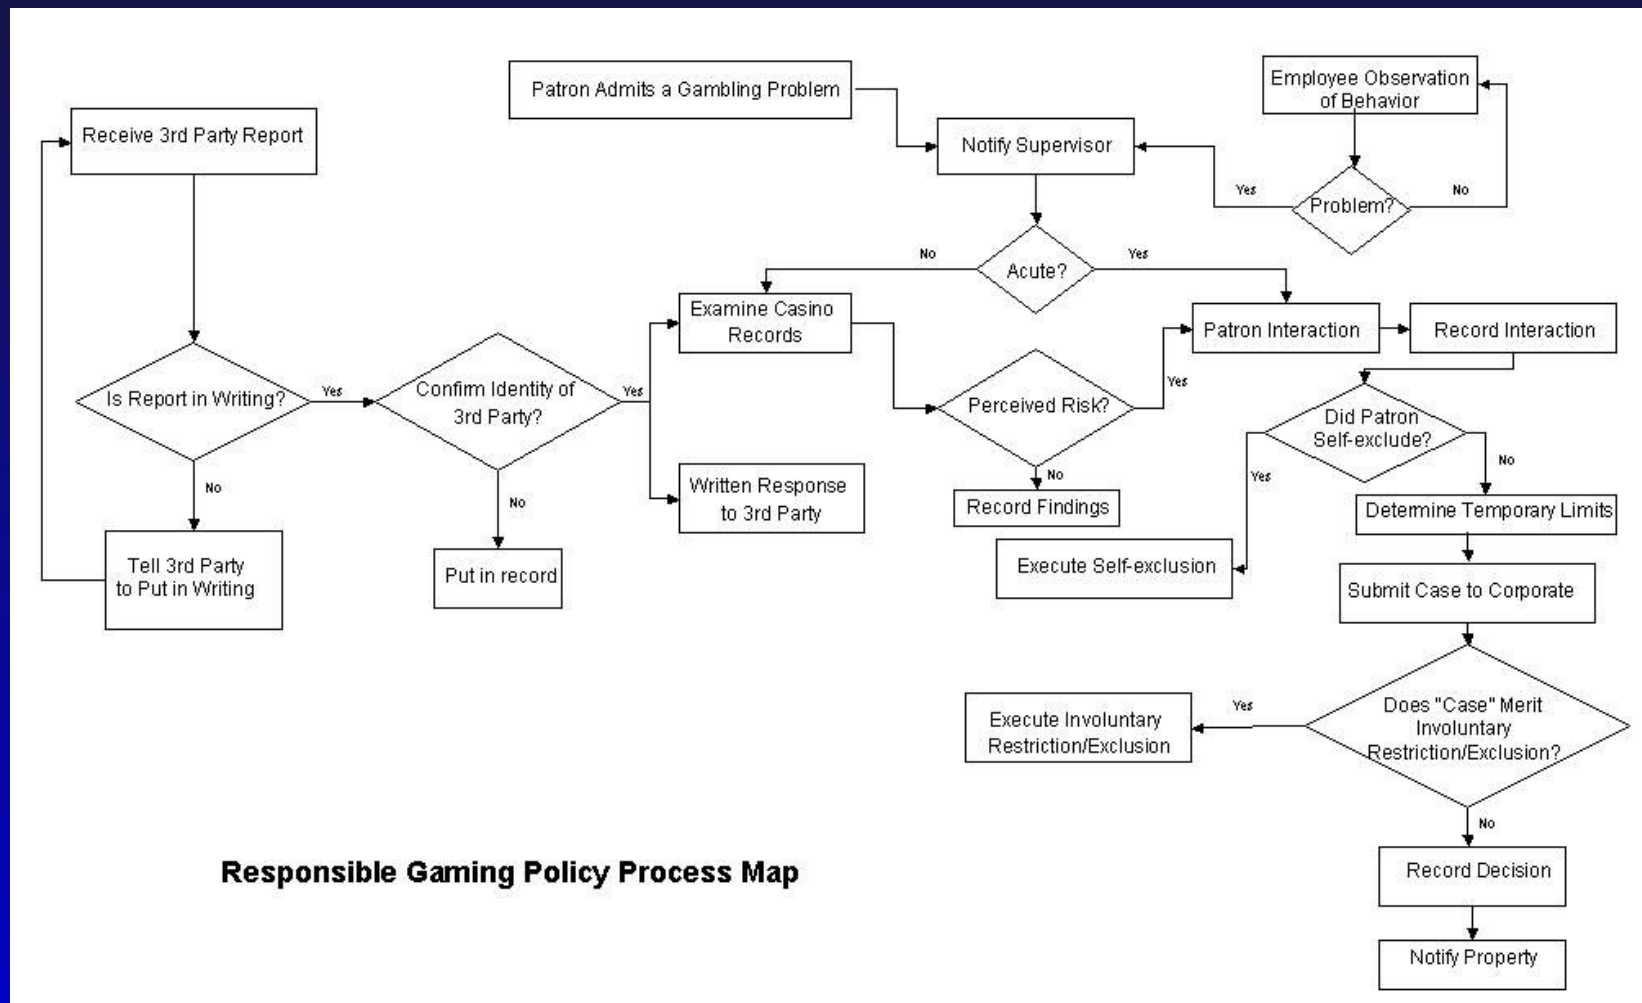 Patron Admits a Gambling Problem
Employee Observation
of Behavior
Receive 3rd Party Report
Notify Supervisor
Yes
No
Problem?
No
Yes
Acute?
Examine Casino
Records
Patron Interaction
Record Interaction
Is Report in Writing?
Yes
Confirm Identity of
3rd Party?
Yes
Perceived Risk?
Yes
Did Patron
Self-exclude?
No
No
No
Yes
No
Written Response
to 3rd Party
Record Findings
Determine Temporary Limits
Tell 3rd Party
to Put in Writing
Put in record
Execute Self-exclusion
Submit Case to Corporate
Execute Involuntary
Restriction/Exclusion
Yes
Does "Case" Merit
Involuntary
Restriction/Exclusion?
No
Responsible Gaming Policy Process Map
Record Decision
Notify Property